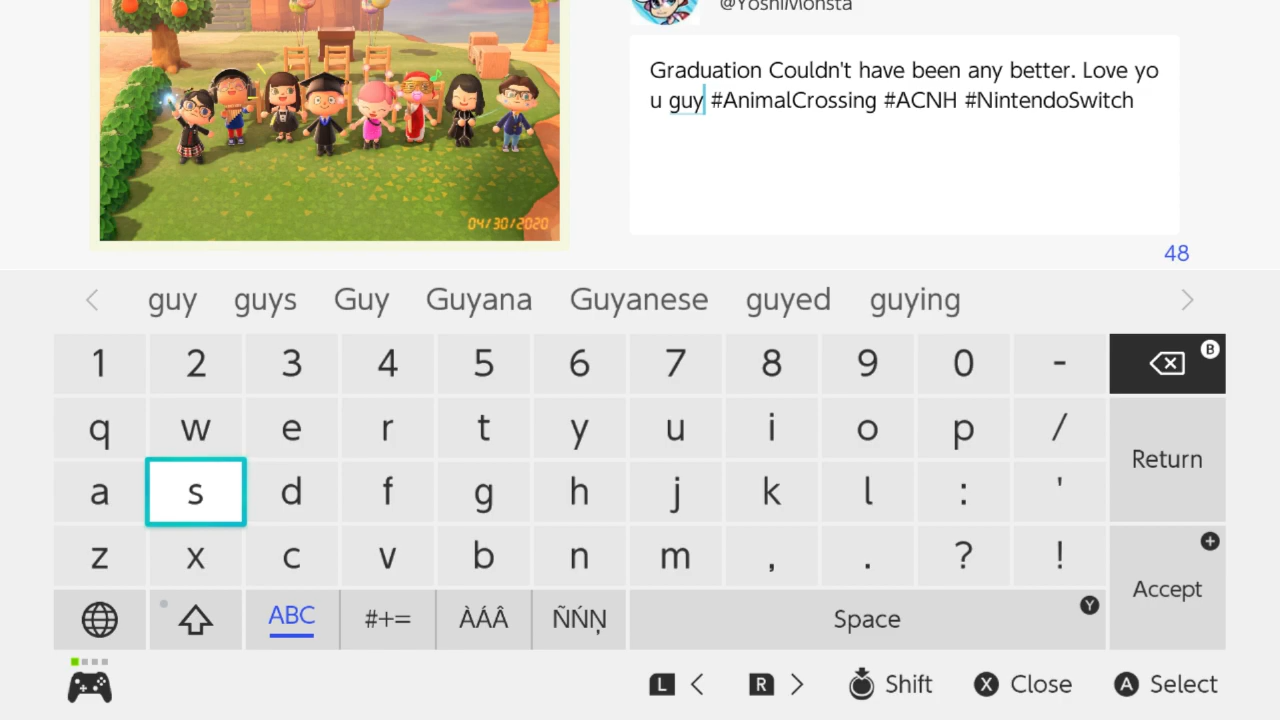 @YoshiMonsta
Graduation Couldn't have been any better. Love yo
u guy #AnimalCrossing #ACNH #NintendoSwitch
04/30/2020
48
guy guys Guy Guyana Guyanese guyed guying
1 2 3 4 5 6 7 8 9 0 - B
q w e r t y u i o p / Return
a s d f g h j k l : '
z x c v b n m , . ? ! + Accept
ABC #+= ÀÁÂ ÑŃŅ Space Y
L < R > Shift X Close A Select